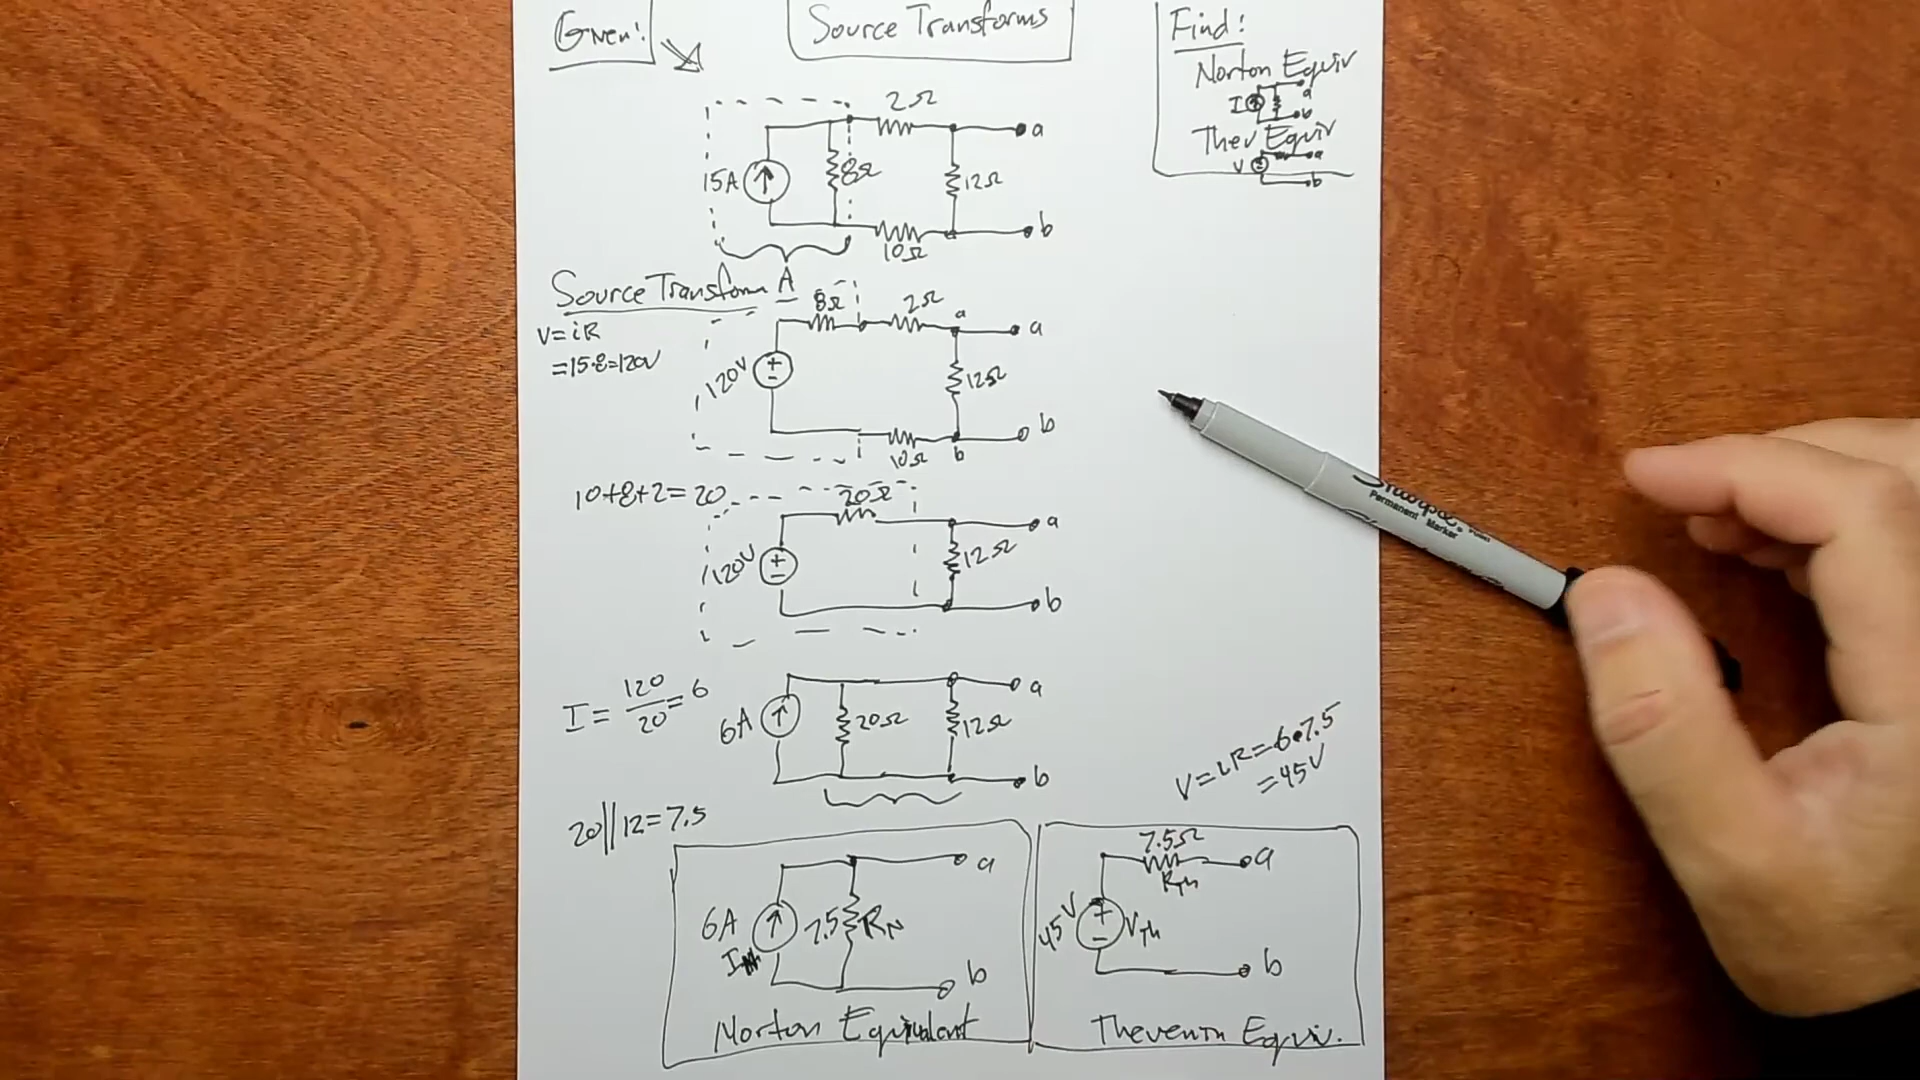 Given:
Source Transforms
Find:
Norton Equiv
I
a
b
Thev Equiv
V
a
b
2Ω
a
15A
8Ω
12Ω
10Ω
b
A
Source Transform A
V=iR
=15·8=120V
8Ω
2Ω
a
a
120V
12Ω
10Ω
b
b
10+8+2=20
20Ω
a
120V
12Ω
b
I = 120/20 = 6
6A
20Ω
12Ω
a
b
V=iR=6•7.5
=45V
20||12=7.5
a
6A
7.5
RN
b
Norton Equivalent
7.5Ω
a
RTh
45V
VTh
b
Thevenin Equiv.
Sharpie
Permanent Marker